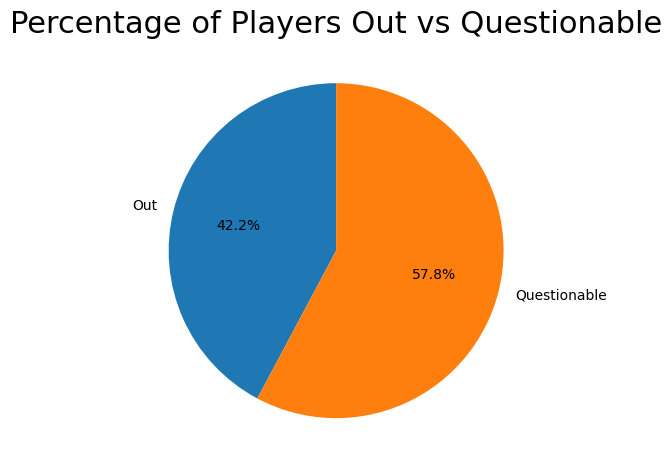 Percentage of Players Out vs Questionable
Out
42.2%
57.8%
Questionable